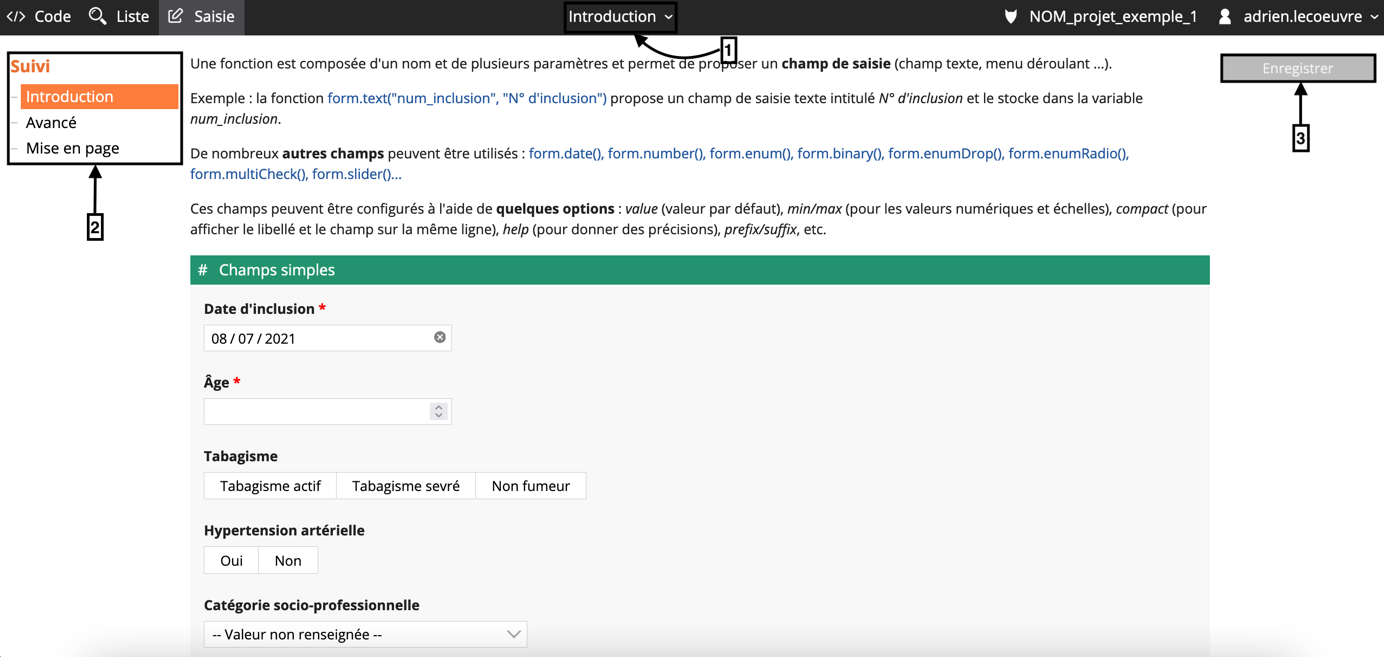 </> Code Liste Saisie Introduction NOM_projet_exemple_1 adrien.lecoeuvre
1
Suivi
Introduction
Avancé
Mise en page
2
Une fonction est composée d'un nom et de plusieurs paramètres et permet de proposer un champ de saisie (champ texte, menu déroulant ...).
Exemple : la fonction form.text("num_inclusion", "N° d'inclusion") propose un champ de saisie texte intitulé N° d'inclusion et le stocke dans la variable
num_inclusion.
De nombreux autres champs peuvent être utilisés : form.date(), form.number(), form.enum(), form.binary(), form.enumDrop(), form.enumRadio(),
form.multiCheck(), form.slider()...
Ces champs peuvent être configurés à l'aide de quelques options : value (valeur par défaut), min/max (pour les valeurs numériques et échelles), compact (pour
afficher le libellé et le champ sur la même ligne), help (pour donner des précisions), prefix/suffix, etc.
Enregistrer
3
# Champs simples
Date d'inclusion *
08 / 07 / 2021
Âge *
Tabagisme
Tabagisme actif Tabagisme sevré Non fumeur
Hypertension artérielle
Oui Non
Catégorie socio-professionnelle
-- Valeur non renseignée --